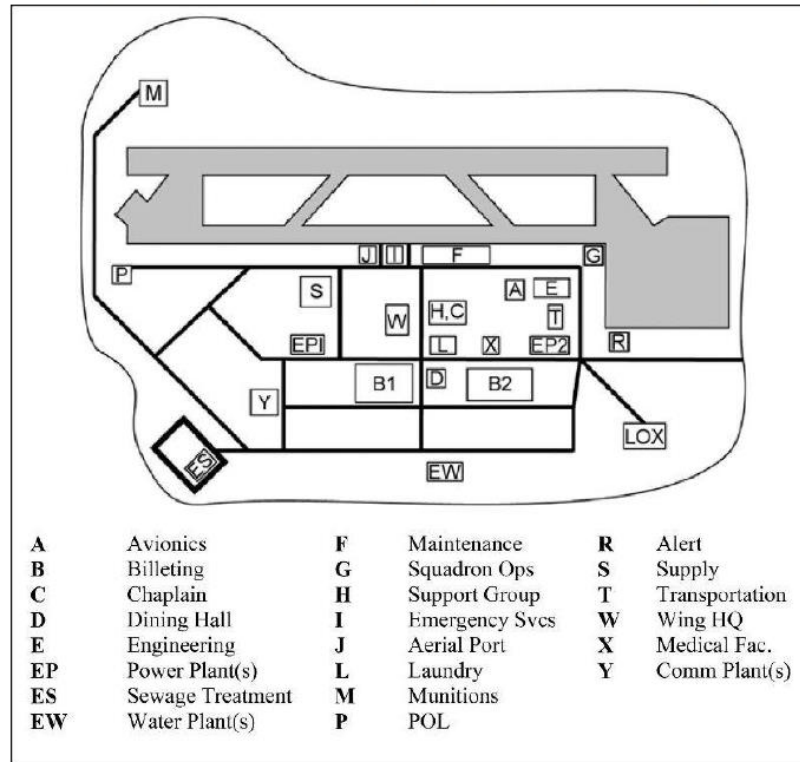 M
J I F G
P
S A E
H,C T
W
EP1 L X EP2 R
B1 D B2
Y
LOX
ES
EW
A Avionics F Maintenance R Alert
B Billeting G Squadron Ops S Supply
C Chaplain H Support Group T Transportation
D Dining Hall I Emergency Svcs W Wing HQ
E Engineering J Aerial Port X Medical Fac.
EP Power Plant(s) L Laundry Y Comm Plant(s)
ES Sewage Treatment M Munitions
EW Water Plant(s) P POL